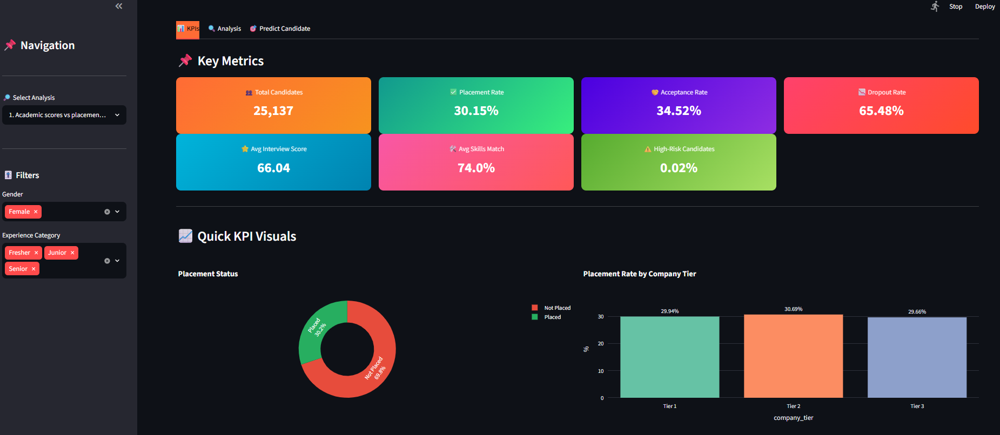 Stop
Deploy
Navigation
Select Analysis
1. Academic scores vs placemen...
Filters
Gender
Female ×
Experience Category
Fresher ×
Junior ×
Senior ×
KPIs
Analysis
Predict Candidate
Key Metrics
Total Candidates
25,137
Placement Rate
30.15%
Acceptance Rate
34.52%
Dropout Rate
65.48%
Avg Interview Score
66.04
Avg Skills Match
74.0%
High-Risk Candidates
0.02%
Quick KPI Visuals
Placement Status
Placed
30.2%
Not Placed
69.8%
Not Placed
Placed
Placement Rate by Company Tier
29.94%
30.69%
29.66%
30
20
10
0
%
Tier 1
Tier 2
Tier 3
company_tier